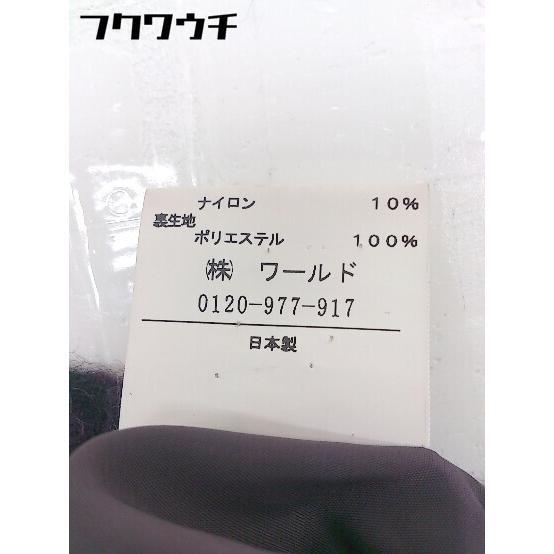 フクワウチ
ナイロン 10%
裏生地
ポリエステル 100%
㈱ ワールド
0120-977-917
日本製